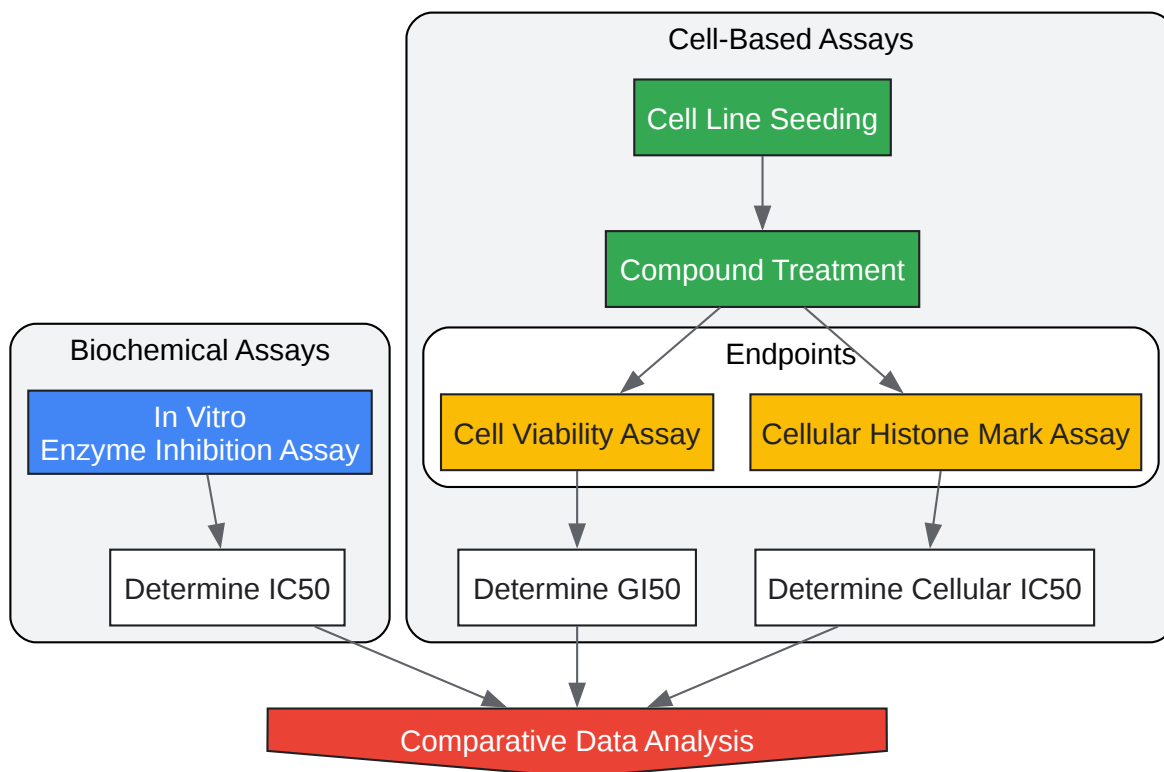 Cell-Based Assays
Cell Line Seeding
Compound Treatment
Biochemical Assays
Endpoints
In Vitro
Enzyme Inhibition Assay
Cell Viability Assay
Cellular Histone Mark Assay
Determine IC50
Determine GI50
Determine Cellular IC50
Comparative Data Analysis